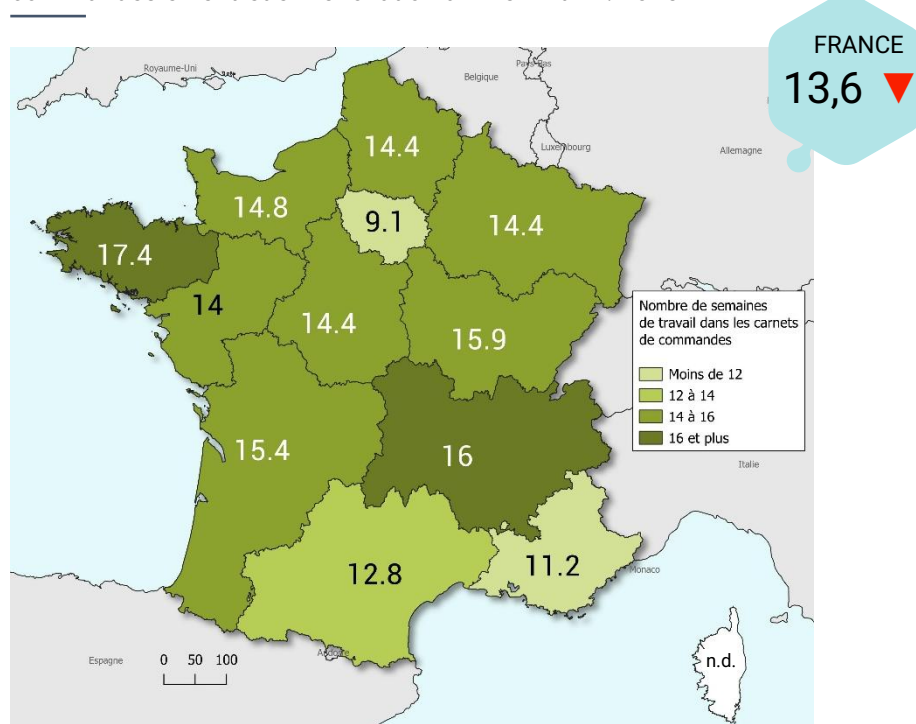 FRANCE
13,6
Royaume-Uni
Pays-Bas
Belgique
Luxembourg
Allemagne
14.4
14.8
9.1
14.4
17.4
14
14.4
15.9
Nombre de semaines
de travail dans les carnets
de commandes
Moins de 12
12 à 14
14 à 16
16 et plus
15.4
16
Italie
12.8
11.2
Monaco
Espagne
0 50 100
Andorre
n.d.